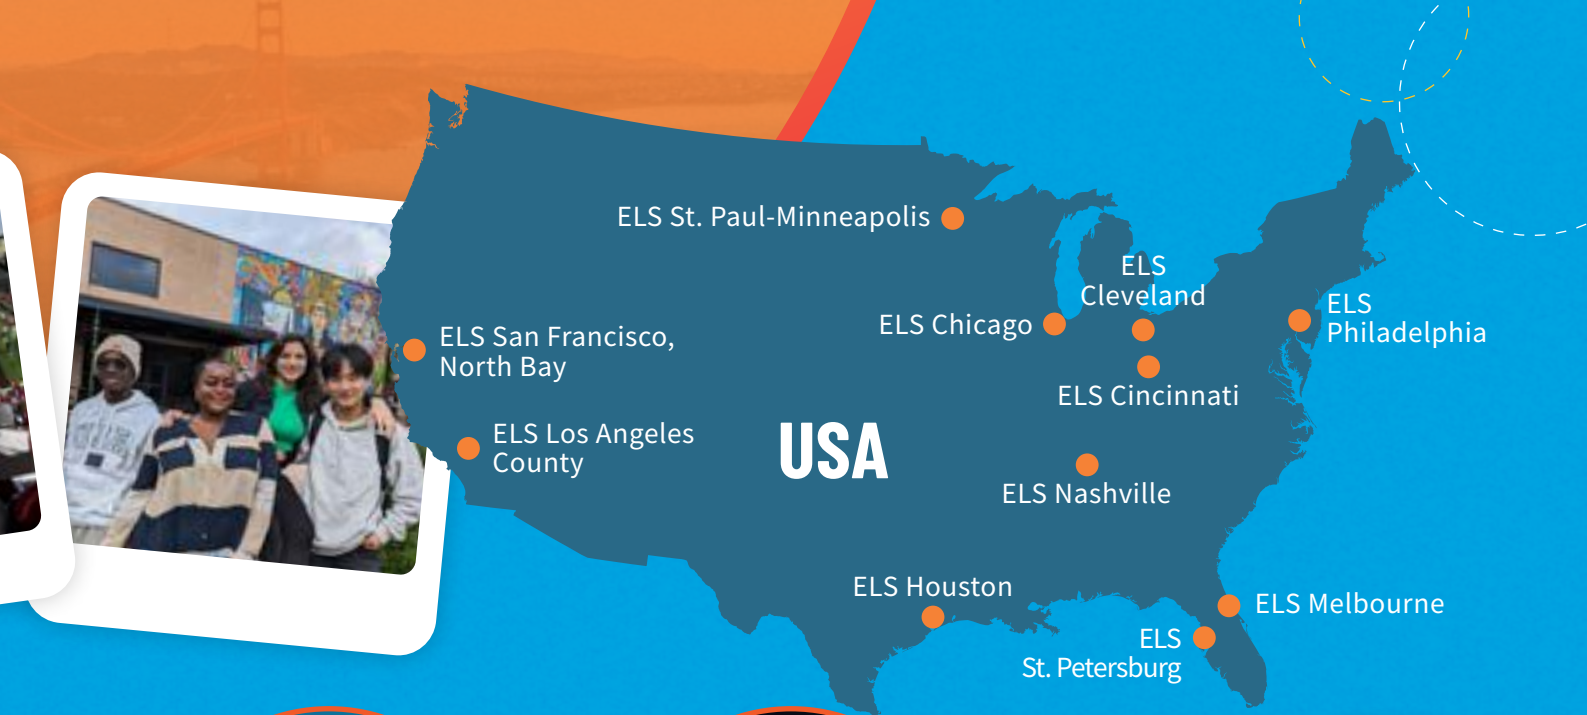 ELS St. Paul-Minneapolis
ELS
Cleveland
ELS Chicago
ELS
Philadelphia
ELS San Francisco,
North Bay
ELS Cincinnati
ELS Los Angeles
County
USA
ELS Nashville
ELS Houston
ELS Melbourne
ELS
St. Petersburg